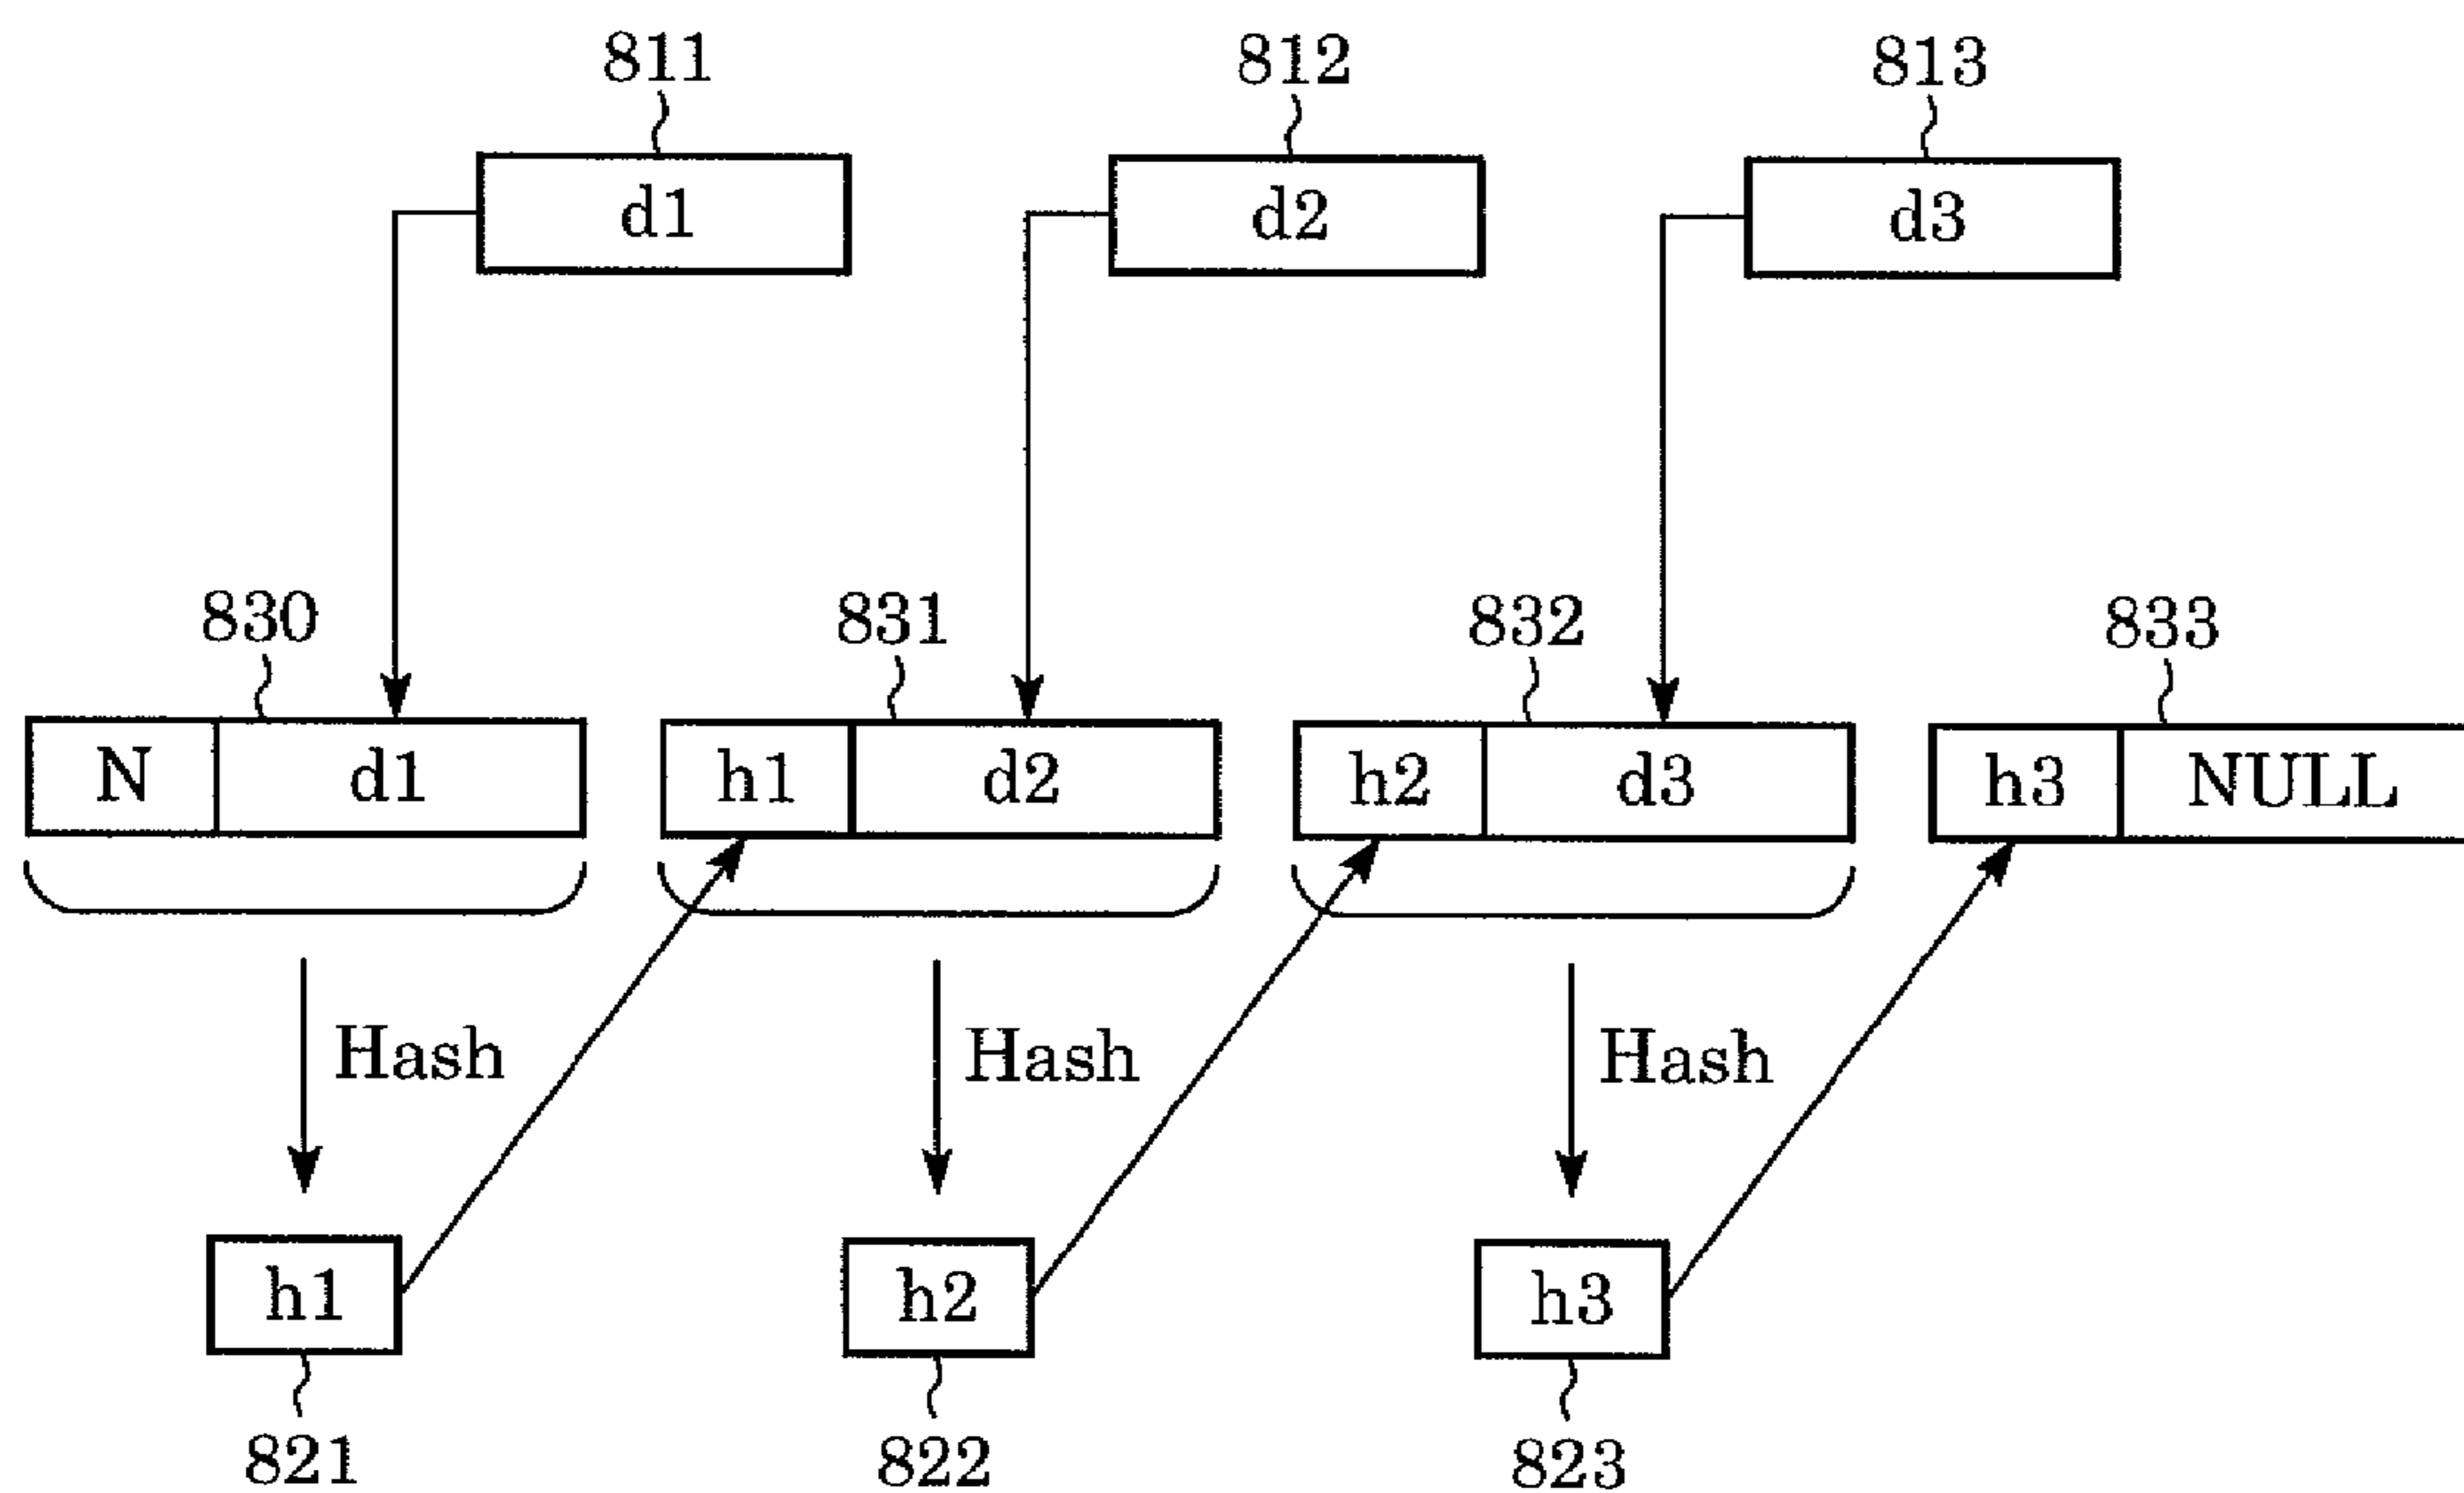 811 812 813
d1 d2 d3
830 831 832 833
N d1 h1 d2 h2 d3 h3 NULL
Hash Hash Hash
h1 h2 h3
821 822 823